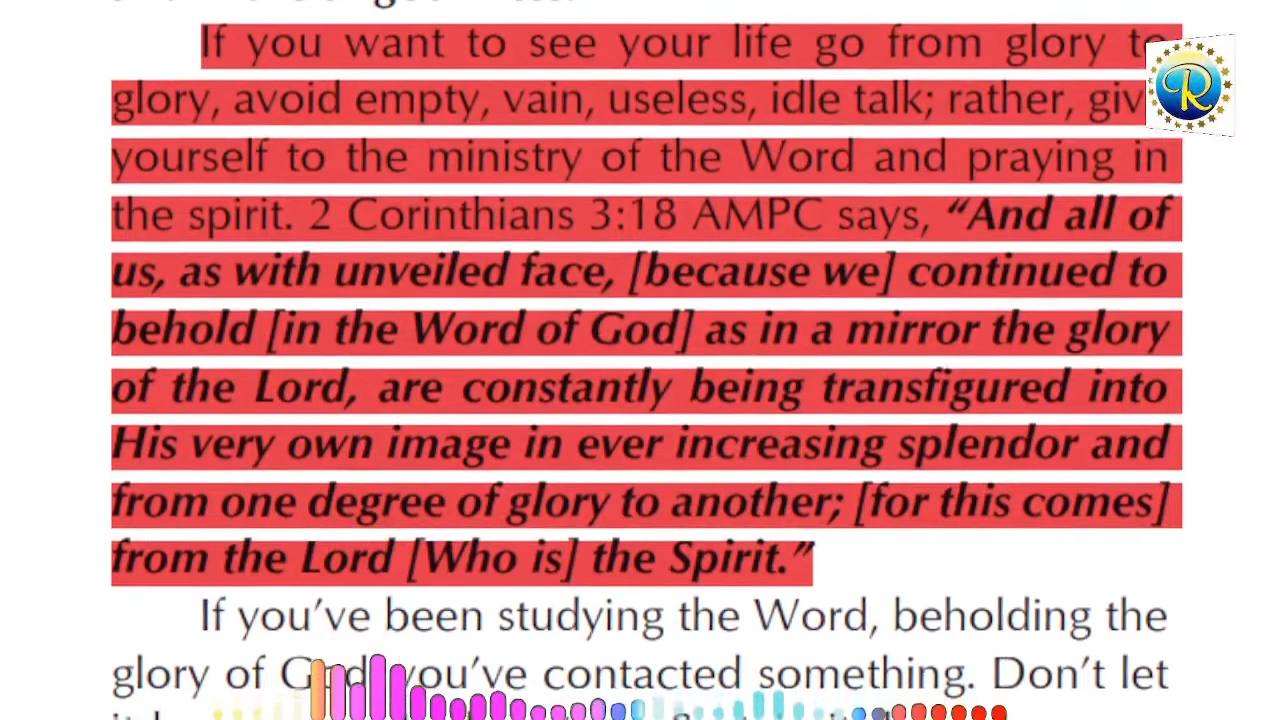 If you want to see your life go from glory to
glory, avoid empty, vain, useless, idle talk; rather, giv
yourself to the ministry of the Word and praying in
the spirit. 2 Corinthians 3:18 AMPC says, “And all of
us, as with unveiled face, [because we] continued to
behold [in the Word of God] as in a mirror the glory
of the Lord, are constantly being transfigured into
His very own image in ever increasing splendor and
from one degree of glory to another; [for this comes]
from the Lord [Who is] the Spirit.”
If you’ve been studying the Word, beholding the
glory of God, you’ve contacted something. Don’t let
R